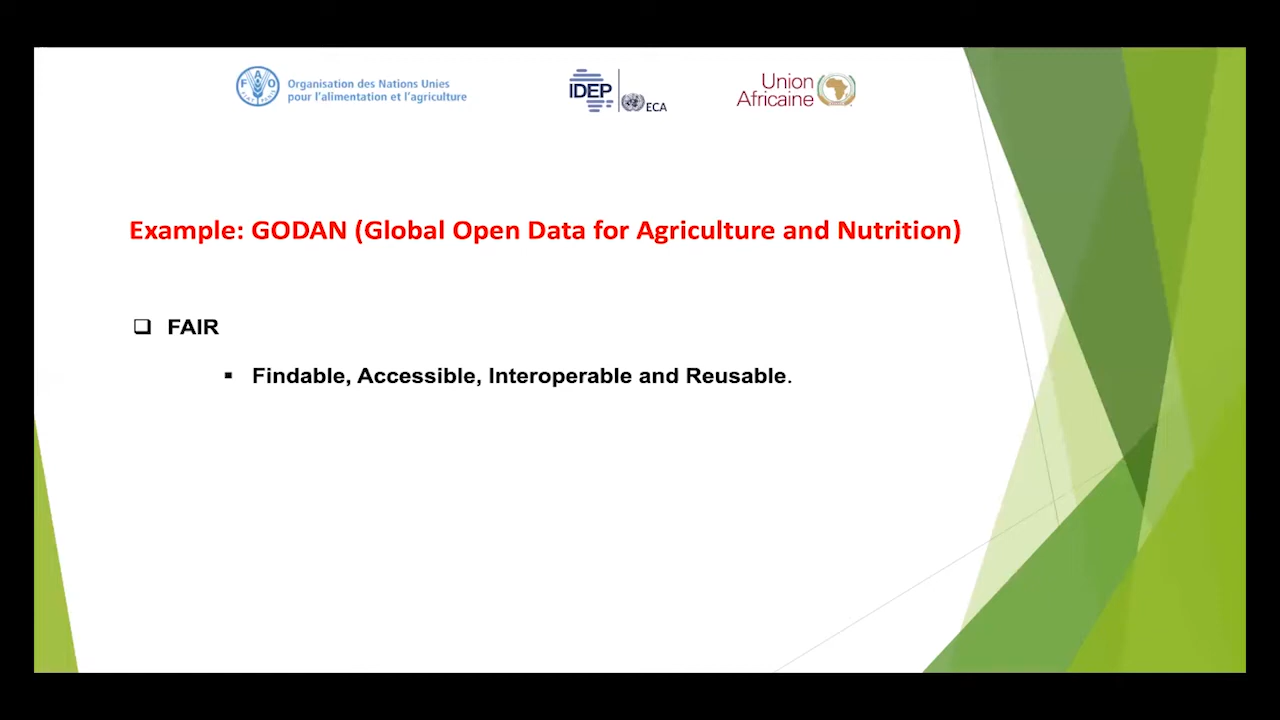 FAO
Organisation des Nations Unies
pour l'alimentation et l'agriculture
IDEP
ECA
Union
Africaine
Example: GODAN (Global Open Data for Agriculture and Nutrition)
❑ FAIR
▪ Findable, Accessible, Interoperable and Reusable.